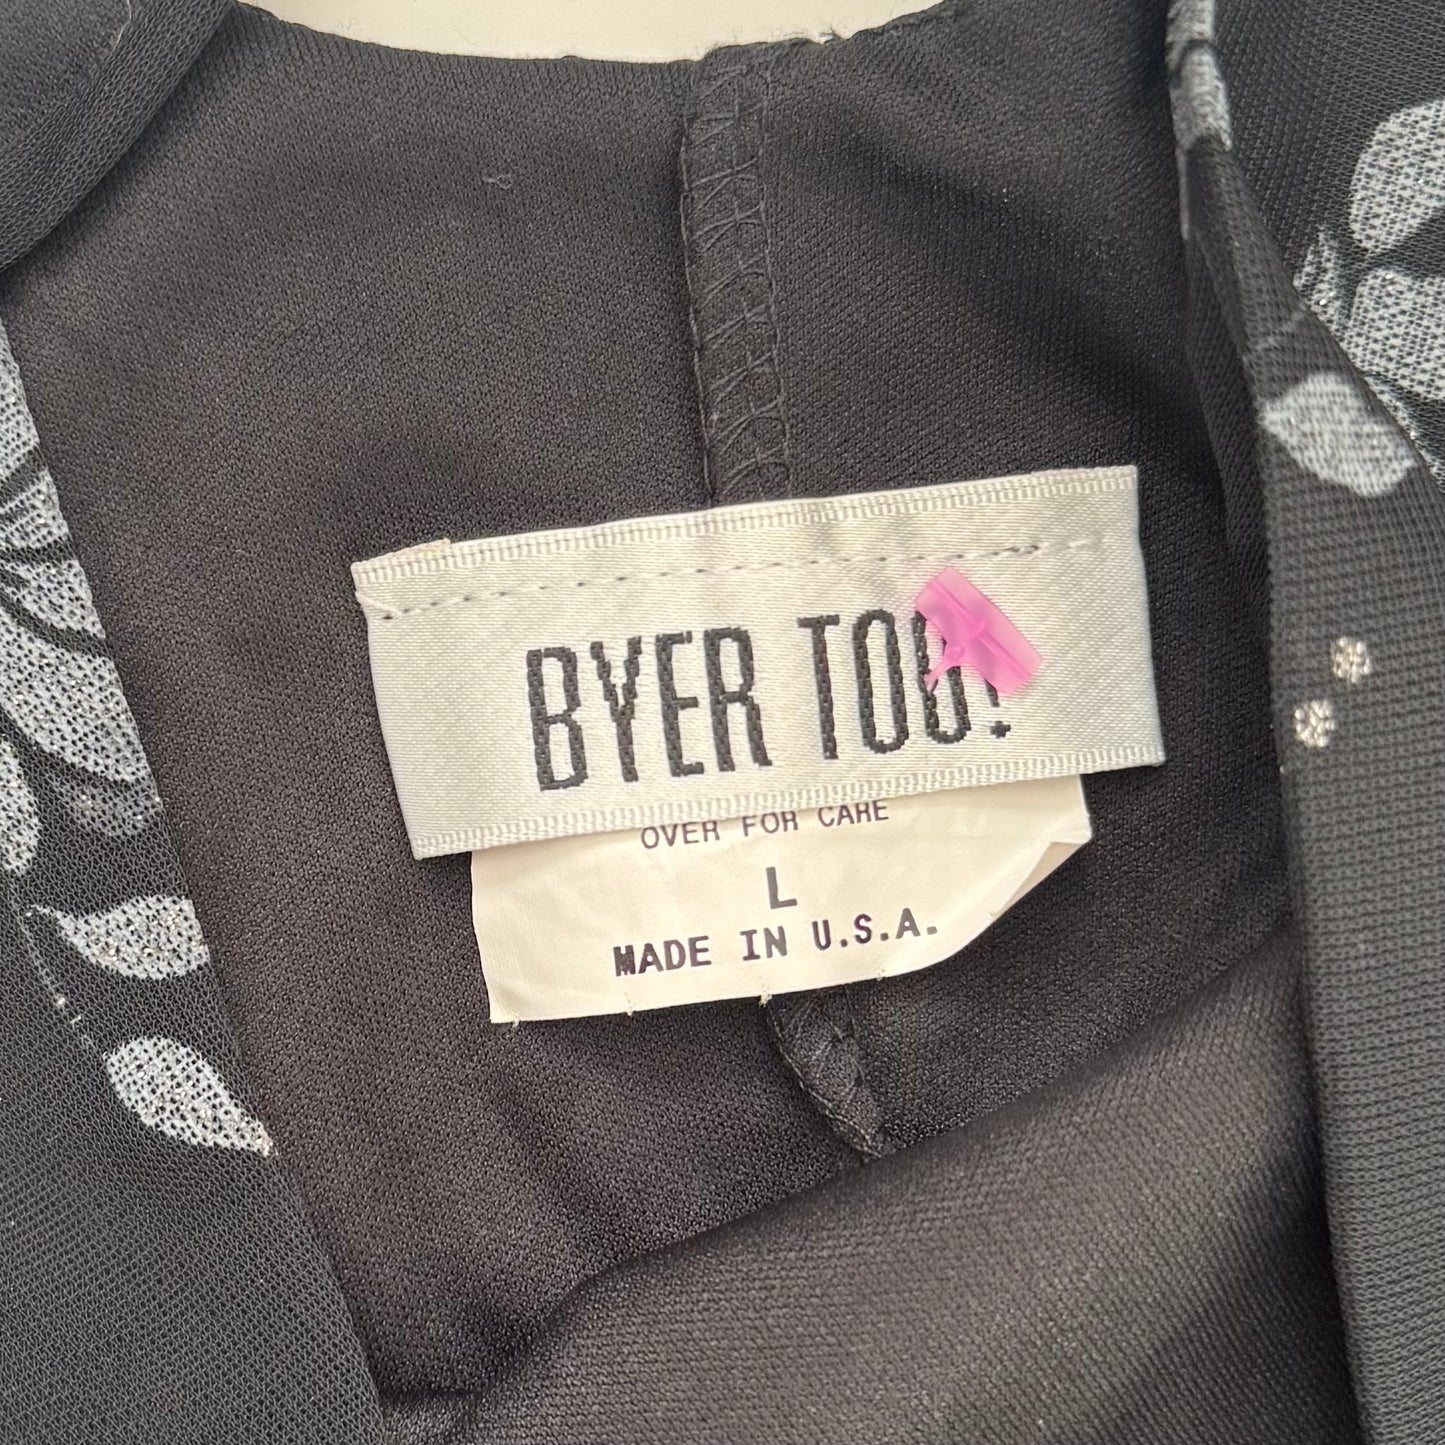 BYER TOO!
OVER FOR CARE
L
MADE IN U.S.A.